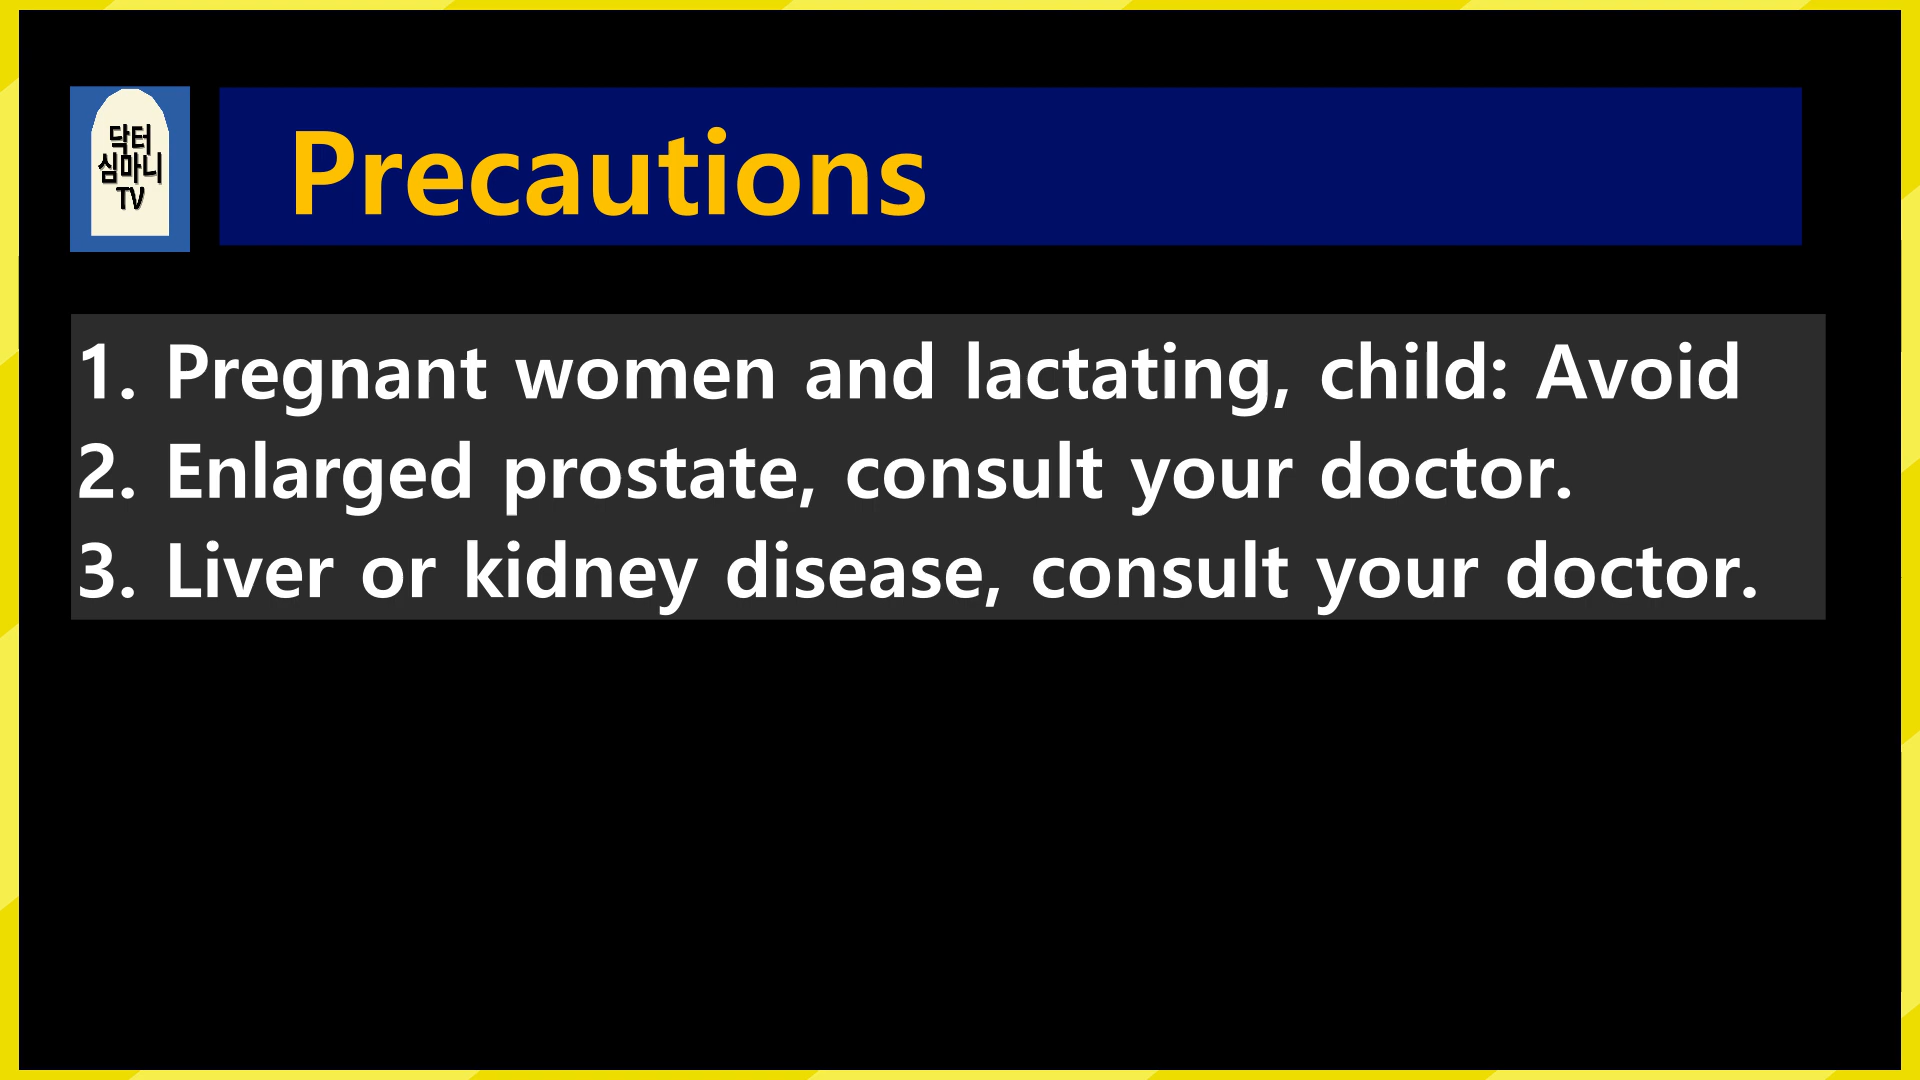 닥터
심마니
TV
Precautions
1. Pregnant women and lactating, child: Avoid
2. Enlarged prostate, consult your doctor.
3. Liver or kidney disease, consult your doctor.